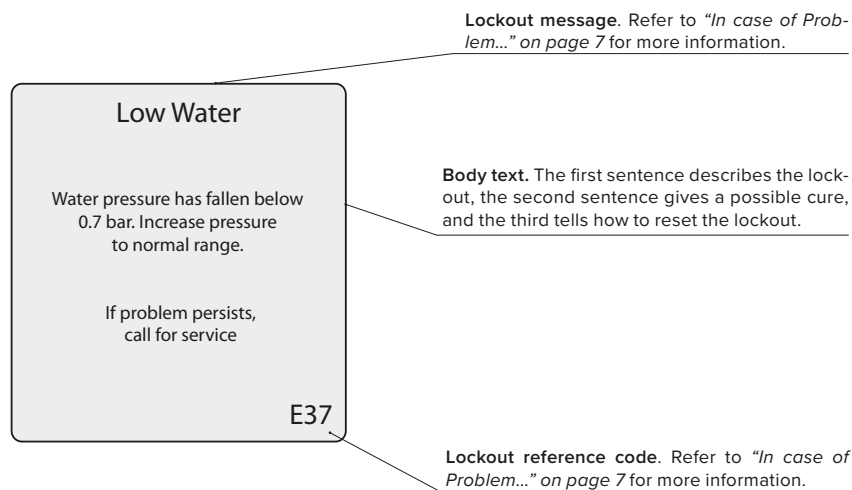 Lockout message. Refer to “In case of Prob-
lem...” on page 7 for more information.
Low Water
Water pressure has fallen below
0.7 bar. Increase pressure
to normal range.
If problem persists,
call for service
E37
Body text. The first sentence describes the lock-
out, the second sentence gives a possible cure,
and the third tells how to reset the lockout.
Lockout reference code. Refer to “In case of
Problem...” on page 7 for more information.